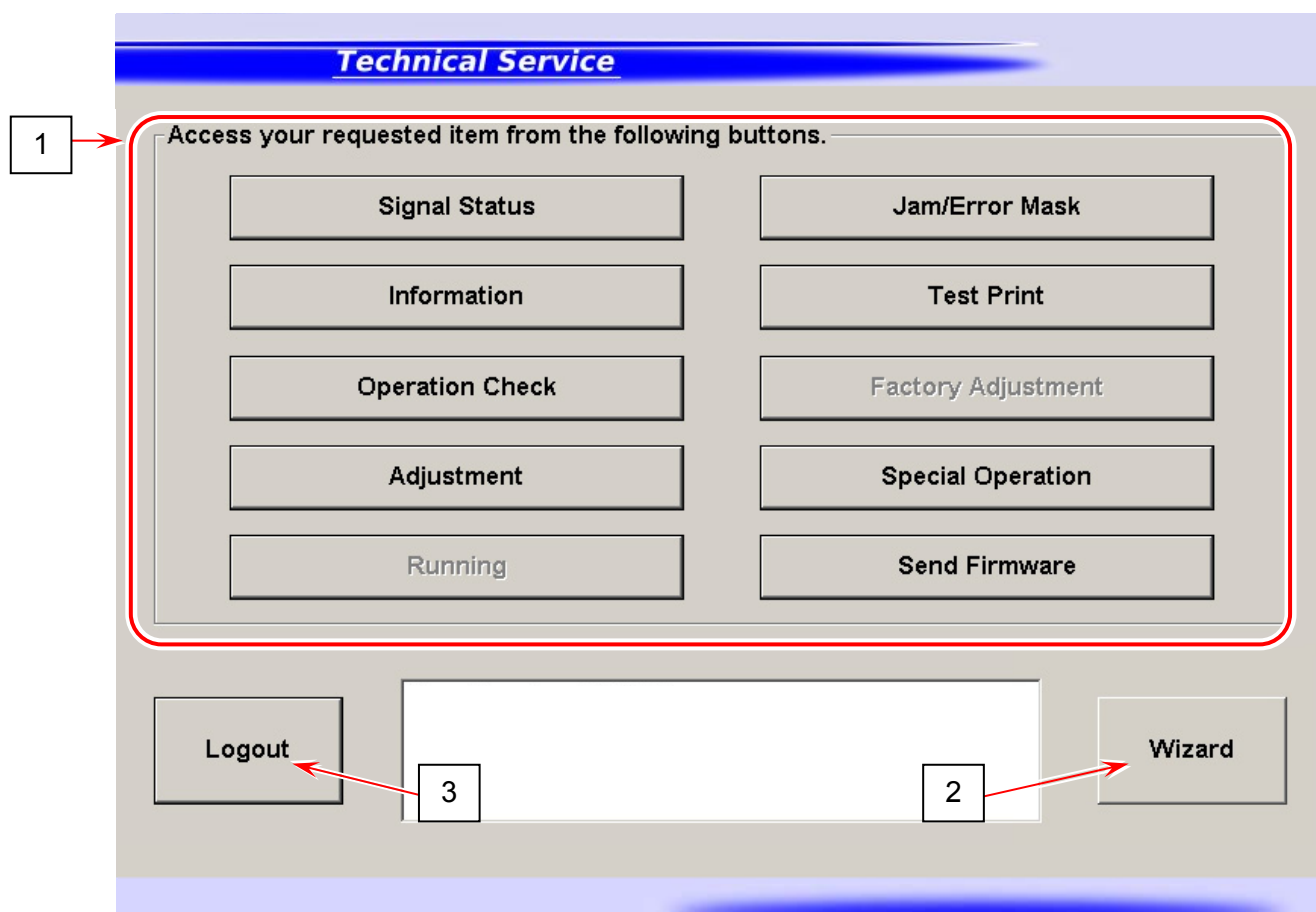 Technical Service
1
Access your requested item from the following buttons.
Signal Status
Jam/Error Mask
Information
Test Print
Operation Check
Factory Adjustment
Adjustment
Special Operation
Running
Send Firmware
Logout
Wizard
3
2